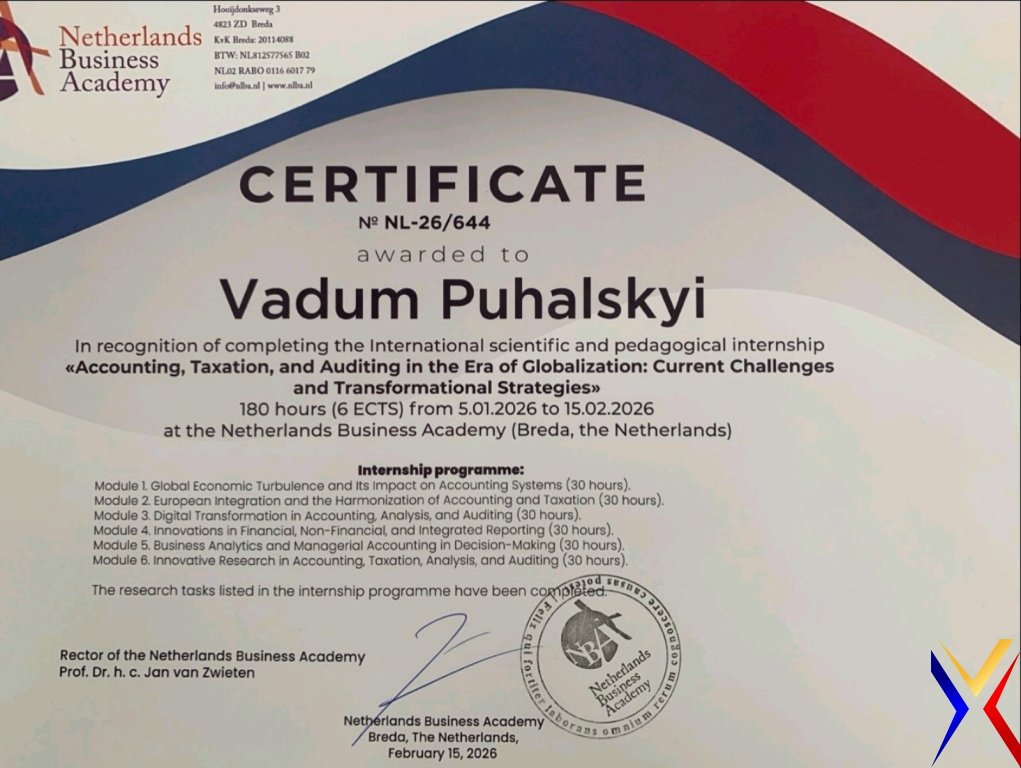 Netherlands
Business
Academy
Hooijdonkseweg 3
4823 ZD Breda
KvK Breda: 20114088
BTW: NL812577565 B02
NL02 RABO 0116 6017 79
info@nlba.nl | www.nlba.nl
CERTIFICATE
№ NL-26/644
awarded to
Vadum Puhalskyi
In recognition of completing the International scientific and pedagogical internship
«Accounting, Taxation, and Auditing in the Era of Globalization: Current Challenges
and Transformational Strategies»
180 hours (6 ECTS) from 5.01.2026 to 15.02.2026
at the Netherlands Business Academy (Breda, the Netherlands)
Internship programme:
Module 1. Global Economic Turbulence and Its Impact on Accounting Systems (30 hours).
Module 2. European Integration and the Harmonization of Accounting and Taxation (30 hours).
Module 3. Digital Transformation in Accounting, Analysis, and Auditing (30 hours).
Module 4. Innovations in Financial, Non-Financial, and Integrated Reporting (30 hours).
Module 5. Business Analytics and Managerial Accounting in Decision-Making (30 hours).
Module 6. Innovative Research in Accounting, Taxation, Analysis, and Auditing (30 hours).
The research tasks listed in the internship programme have been completed.
Rector of the Netherlands Business Academy
Prof. Dr. h. c. Jan van Zwieten
Felix qui fortiter laborans omnium rerum cognoscere causas potest
NBA
Netherlands
Business
Academy
Netherlands Business Academy
Breda, The Netherlands,
February 15, 2026